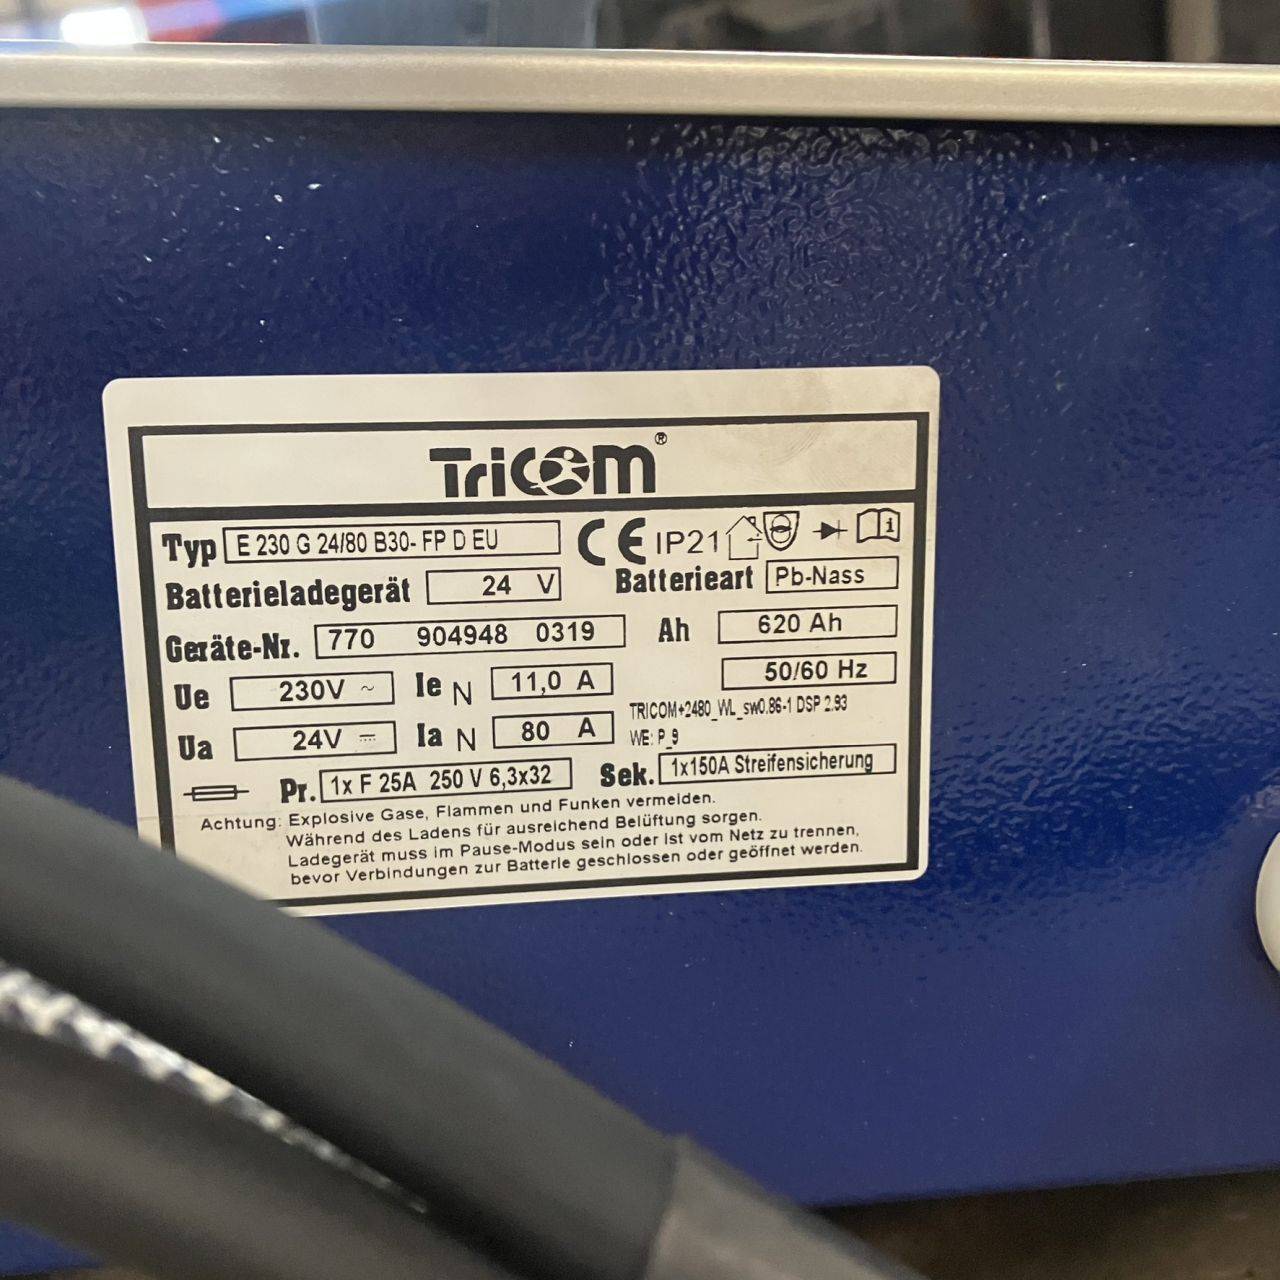 TriCOM®
Typ E 230 G 24/80 B30- FP D EU CE IP21
Batterieladegerät 24 V Batterieart Pb-Nass
Geräte-Nr. 770 904948 0319 Ah 620 Ah
50/60 Hz
Ue 230V ~ Ie N 11,0 A
TRICOM+2480_WL_sw0.86-1 DSP 2.93
Ua 24V Ia N 80 A
WE: P_9
Pr. 1x F 25A 250 V 6,3x32 Sek. 1x150A Streifensicherung
Achtung: Explosive Gase, Flammen und Funken vermeiden.
Während des Ladens für ausreichend Belüftung sorgen.
Ladegerät muss im Pause-Modus sein oder ist vom Netz zu trennen,
bevor Verbindungen zur Batterie geschlossen oder geöffnet werden.